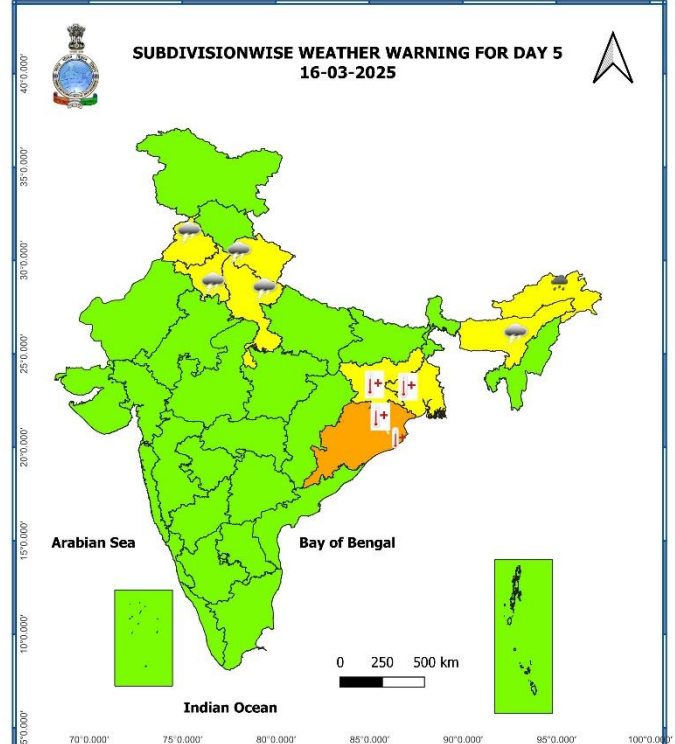 SUBDIVISIONWISE WEATHER WARNING FOR DAY 5
16-03-2025
40°0.000'
35°0.000'
30°0.000'
25°0.000'
20°0.000'
15°0.000'
10°0.000'
5°0.000'
Arabian Sea
Bay of Bengal
0 250 500 km
Indian Ocean
70°0.000' 75°0.000' 80°0.000' 85°0.000' 90°0.000' 95°0.000' 100°0.000'